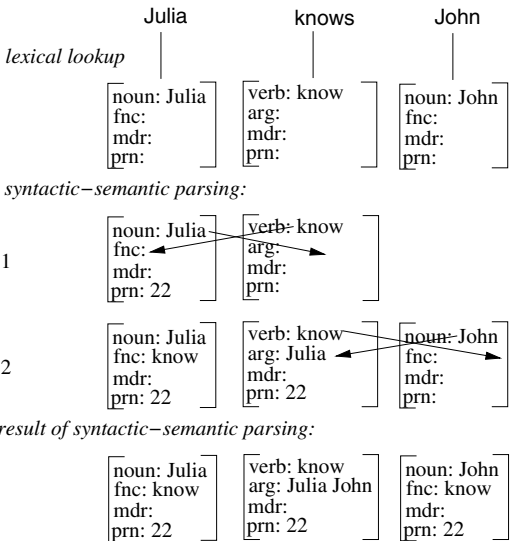 Julia knows John
lexical lookup
noun: Julia verb: know noun: John
fnc: arg: fnc:
mdr: mdr: mdr:
prn: prn: prn:
syntactic−semantic parsing:
noun: Julia verb: know
1 fnc: arg:
mdr: mdr:
prn: 22 prn:
noun: Julia verb: know noun: John
2 fnc: know arg: Julia fnc:
mdr: mdr: mdr:
prn: 22 prn: 22 prn:
result of syntactic−semantic parsing:
noun: Julia verb: know noun: John
fnc: know arg: Julia John fnc: know
mdr: mdr: mdr:
prn: 22 prn: 22 prn: 22